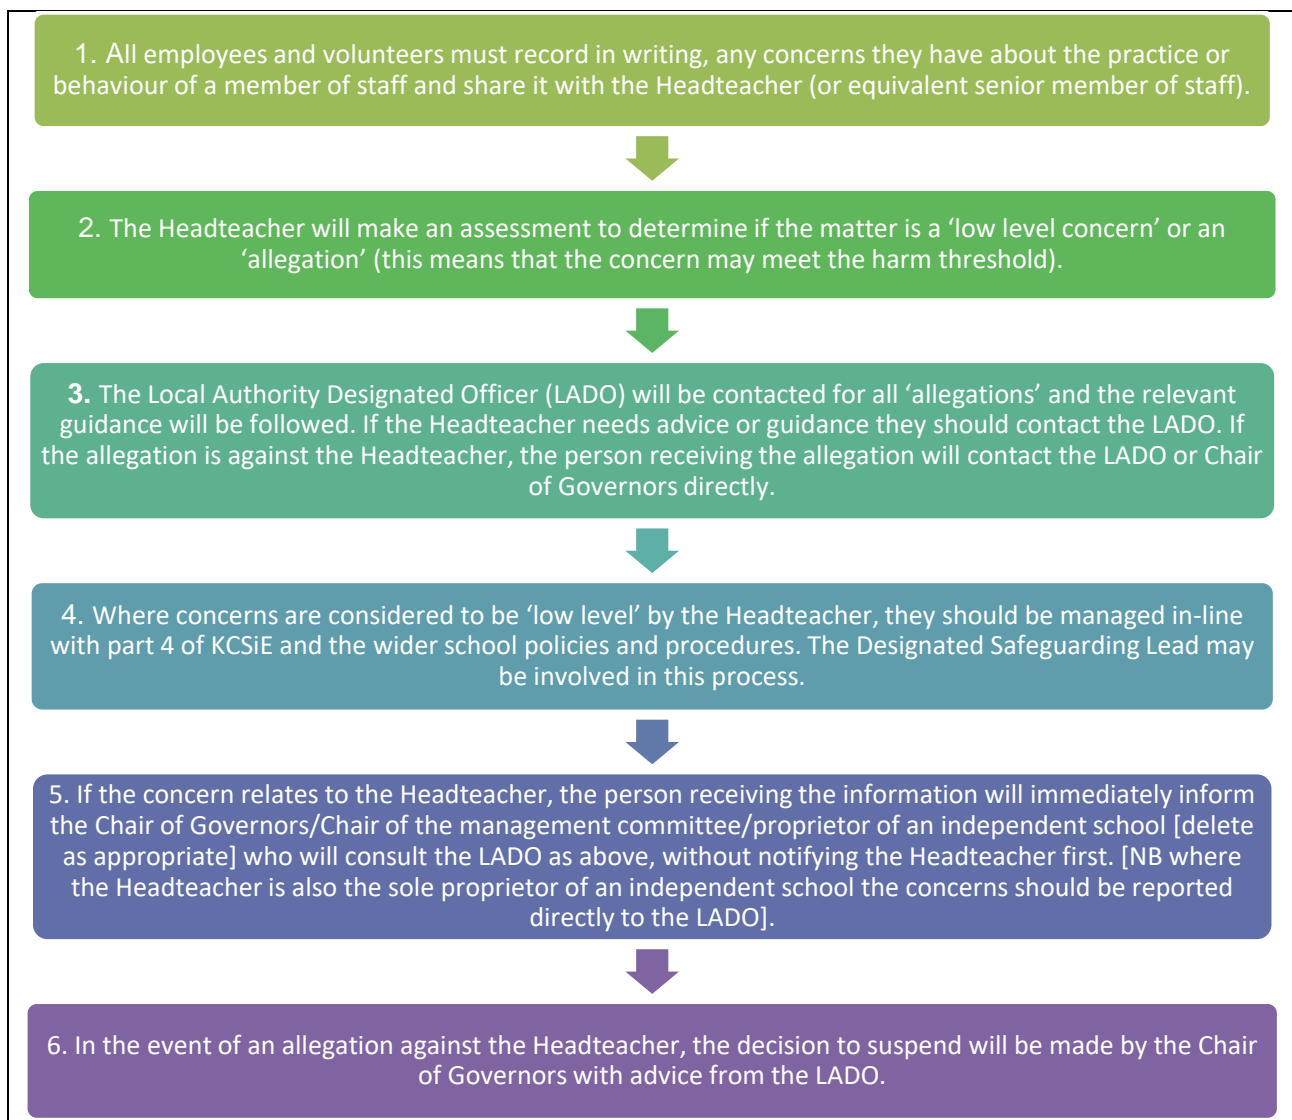 1. All employees and volunteers must record in writing, any concerns they have about the practice or
behaviour of a member of staff and share it with the Headteacher (or equivalent senior member of staff).
2. The Headteacher will make an assessment to determine if the matter is a ‘low level concern’ or an
‘allegation’ (this means that the concern may meet the harm threshold).
3. The Local Authority Designated Officer (LADO) will be contacted for all ‘allegations’ and the relevant
guidance will be followed. If the Headteacher needs advice or guidance they should contact the LADO. If
the allegation is against the Headteacher, the person receiving the allegation will contact the LADO or Chair
of Governors directly.
4. Where concerns are considered to be ‘low level’ by the Headteacher, they should be managed in-line
with part 4 of KCSiE and the wider school policies and procedures. The Designated Safeguarding Lead may
be involved in this process.
5. If the concern relates to the Headteacher, the person receiving the information will immediately inform
the Chair of Governors/Chair of the management committee/proprietor of an independent school [delete
as appropriate] who will consult the LADO as above, without notifying the Headteacher first. [NB where
the Headteacher is also the sole proprietor of an independent school the concerns should be reported
directly to the LADO].
6. In the event of an allegation against the Headteacher, the decision to suspend will be made by the Chair
of Governors with advice from the LADO.